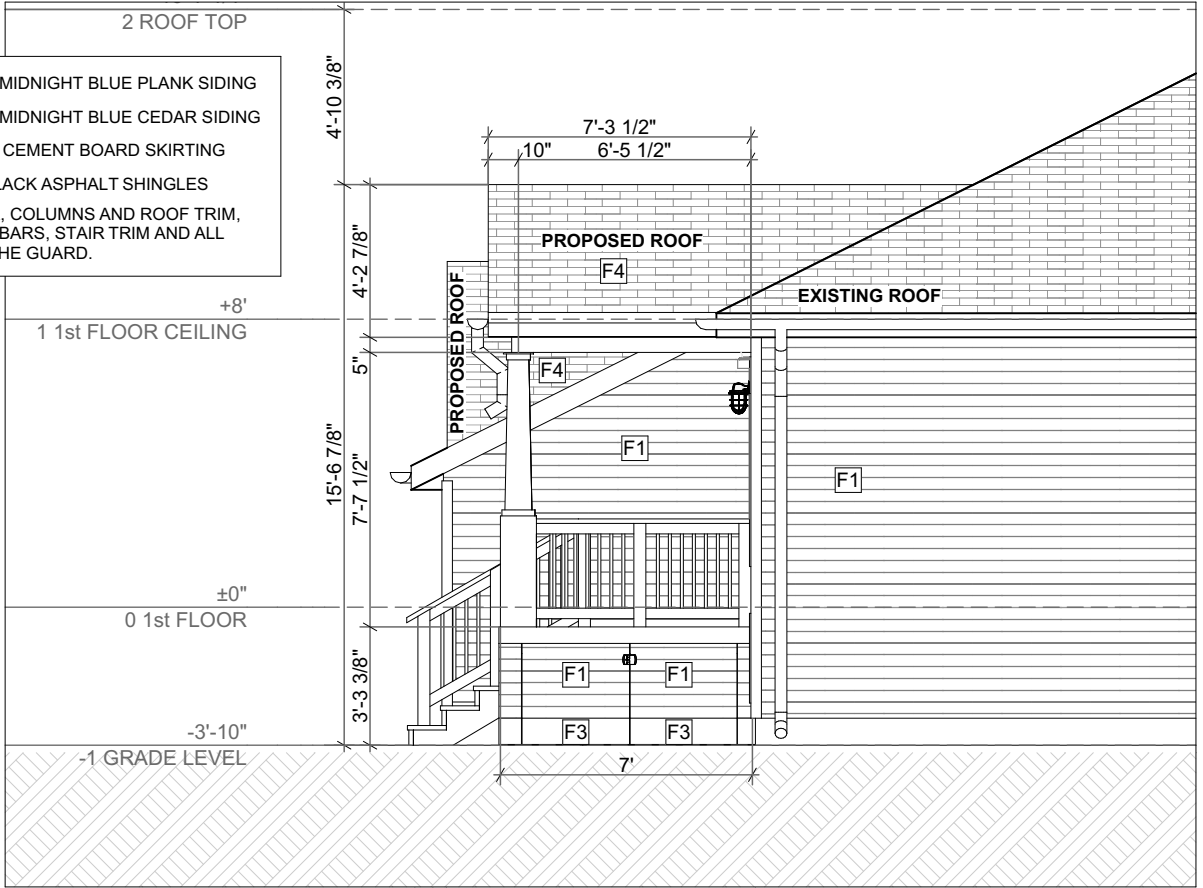 2 ROOF TOP
MIDNIGHT BLUE PLANK SIDING
MIDNIGHT BLUE CEDAR SIDING
CEMENT BOARD SKIRTING
LACK ASPHALT SHINGLES
, COLUMNS AND ROOF TRIM,
BARS, STAIR TRIM AND ALL
HE GUARD.
4'-10 3/8"
7'-3 1/2"
10" 6'-5 1/2"
4'-2 7/8"
PROPOSED ROOF
F4
PROPOSED ROOF
EXISTING ROOF
+8'
1 1st FLOOR CEILING
5"
F4
F1
F1
15'-6 7/8"
7'-7 1/2"
±0"
0 1st FLOOR
3'-3 3/8"
F1 F1
F3 F3
-3'-10"
-1 GRADE LEVEL
7'